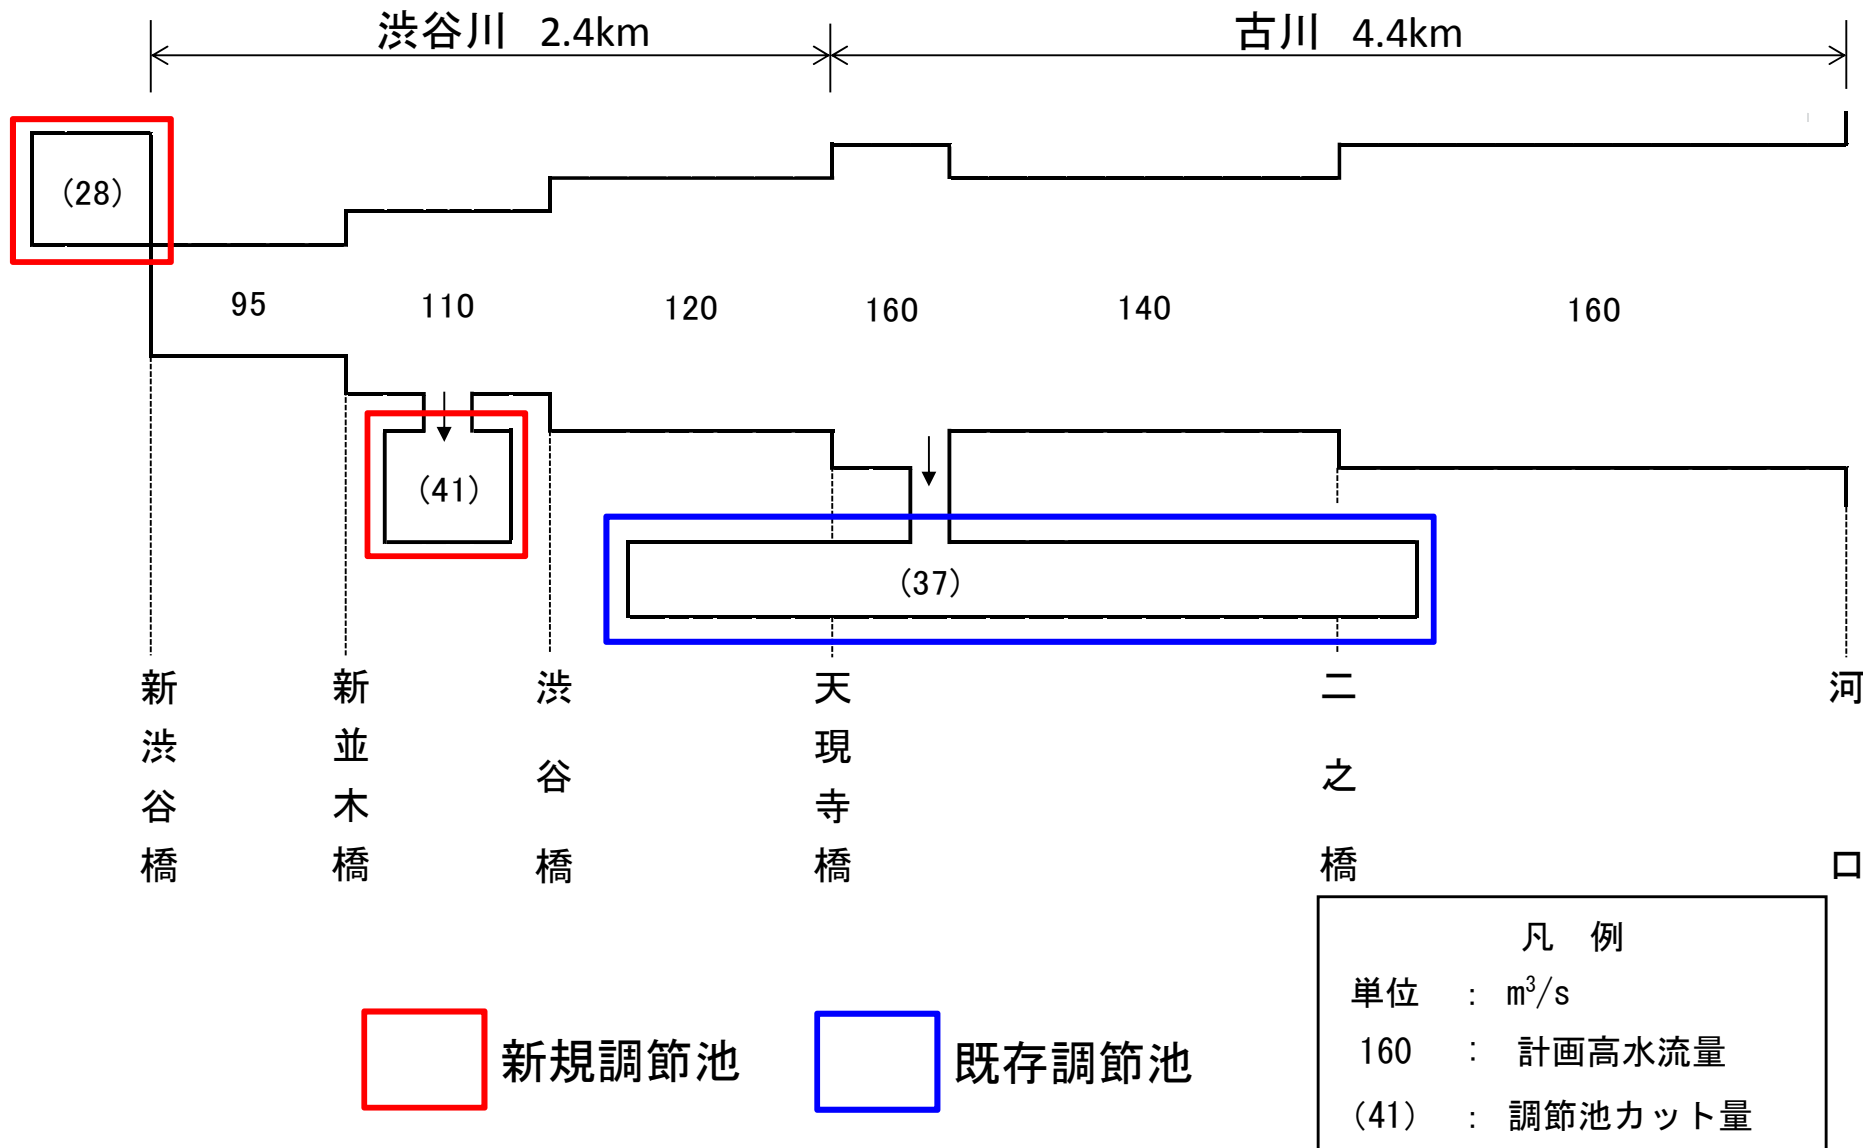 渋谷川 2.4km
古川 4.4km
(28)
95
110
120
160
140
160
(41)
(37)
新渋谷橋
新並木橋
渋谷橋
天現寺橋
二之橋
河口
新規調節池
既存調節池
凡 例
単位 : m³/s
160 : 計画高水流量
(41) : 調節池カット量